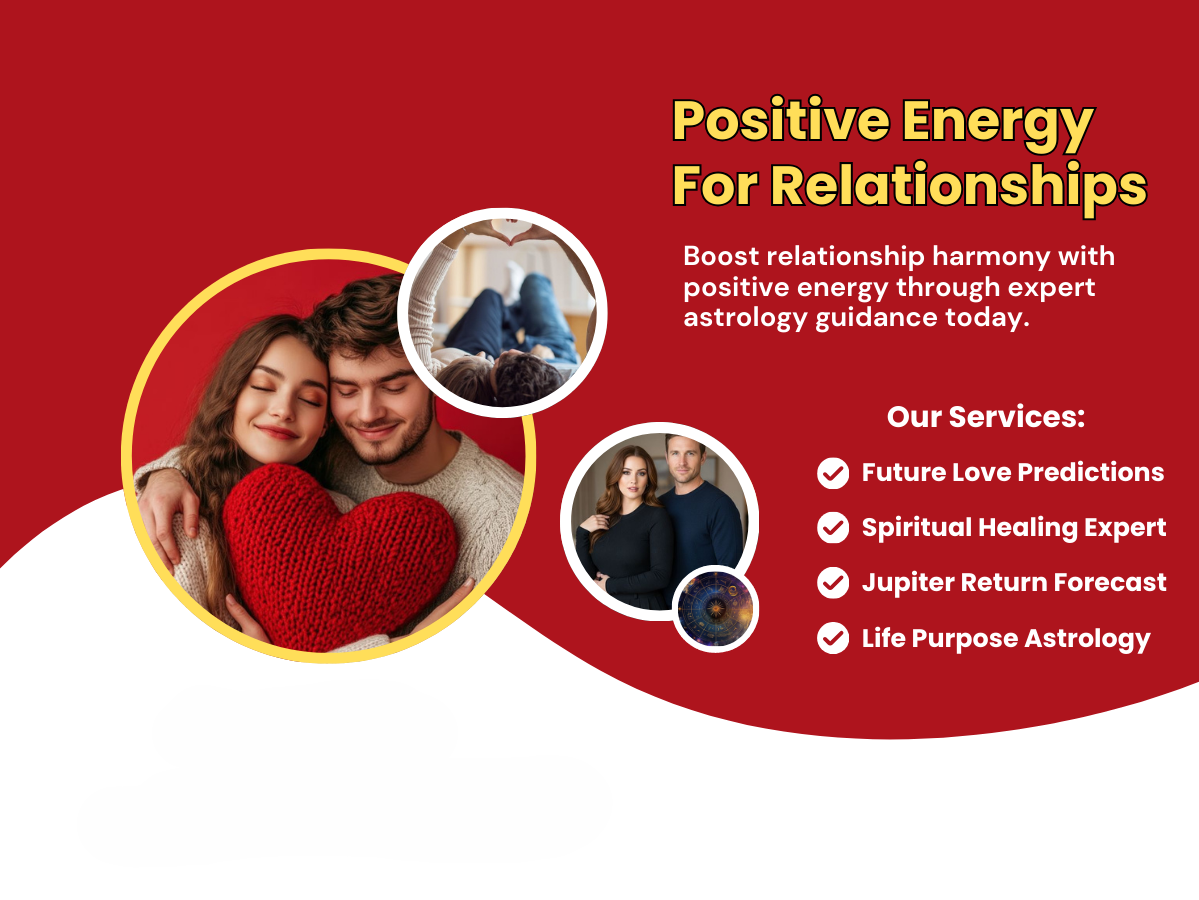 Positive Energy
For Relationships
Boost relationship harmony with
positive energy through expert
astrology guidance today.
Our Services:
Future Love Predictions
Spiritual Healing Expert
Jupiter Return Forecast
Life Purpose Astrology